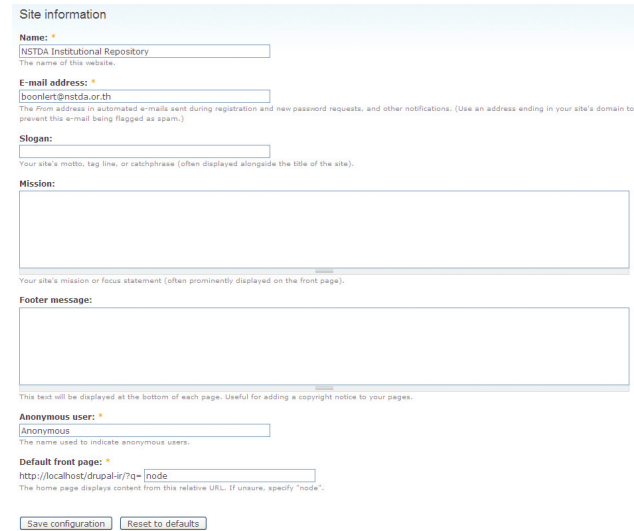 Site information
Name: *
NSTDA Institutional Repository
The name of this website.
E-mail address: *
boonlert@nstda.or.th
The From address in automated e-mails sent during registration and new password requests, and other notifications. (Use an address ending in your site's domain to
prevent this e-mail being flagged as spam.)
Slogan:
Your site's motto, tag line, or catchphrase (often displayed alongside the title of the site).
Mission:
Your site's mission or focus statement (often prominently displayed on the front page).
Footer message:
This text will be displayed at the bottom of each page. Useful for adding a copyright notice to your pages.
Anonymous user: *
Anonymous
The name used to indicate anonymous users.
Default front page: *
http://localhost/drupal-ir/?q= node
The home page displays content from this relative URL. If unsure, specify "node".
Save configuration Reset to defaults